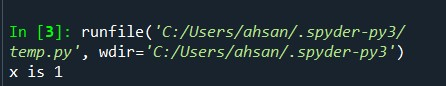 In [3]: runfile('C:/Users/ahsan/.spyder-py3/
temp.py', wdir='C:/Users/ahsan/.spyder-py3')
x is 1